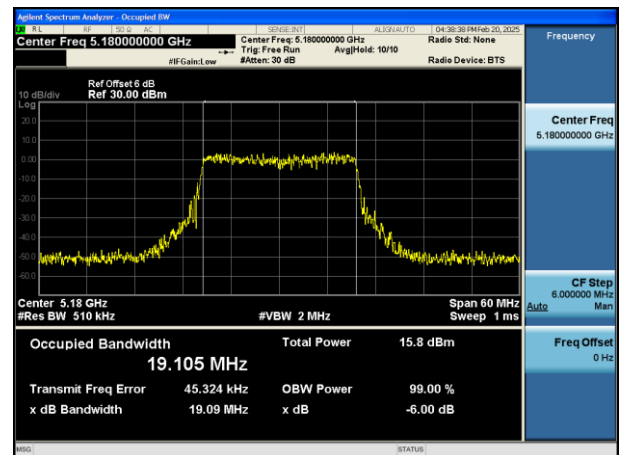 Agilent Spectrum Analyzer - Occupied BW
RL RF 50 Ω AC SENSE:INT ALIGNAUTO 04:38:38 PM Feb 20, 2025
Center Freq 5.180000000 GHz
Center Freq: 5.180000000 GHz
Radio Std: None
Trig: Free Run Avg|Hold: 10/10
#IFGain:Low #Atten: 30 dB Radio Device: BTS
Ref Offset 6 dB
10 dB/div Ref 30.00 dBm
Log
20.0
10.0
0.00
-10.0
-20.0
-30.0
-40.0
-50.0
-60.0
Center 5.18 GHz Span 60 MHz
#Res BW 510 kHz #VBW 2 MHz Sweep 1 ms
Occupied Bandwidth Total Power 15.8 dBm
19.105 MHz
Transmit Freq Error 45.324 kHz OBW Power 99.00 %
x dB Bandwidth 19.09 MHz x dB -6.00 dB
MSG STATUS
Frequency
Center Freq
5.180000000 GHz
CF Step
6.000000 MHz
Auto Man
Freq Offset
0 Hz